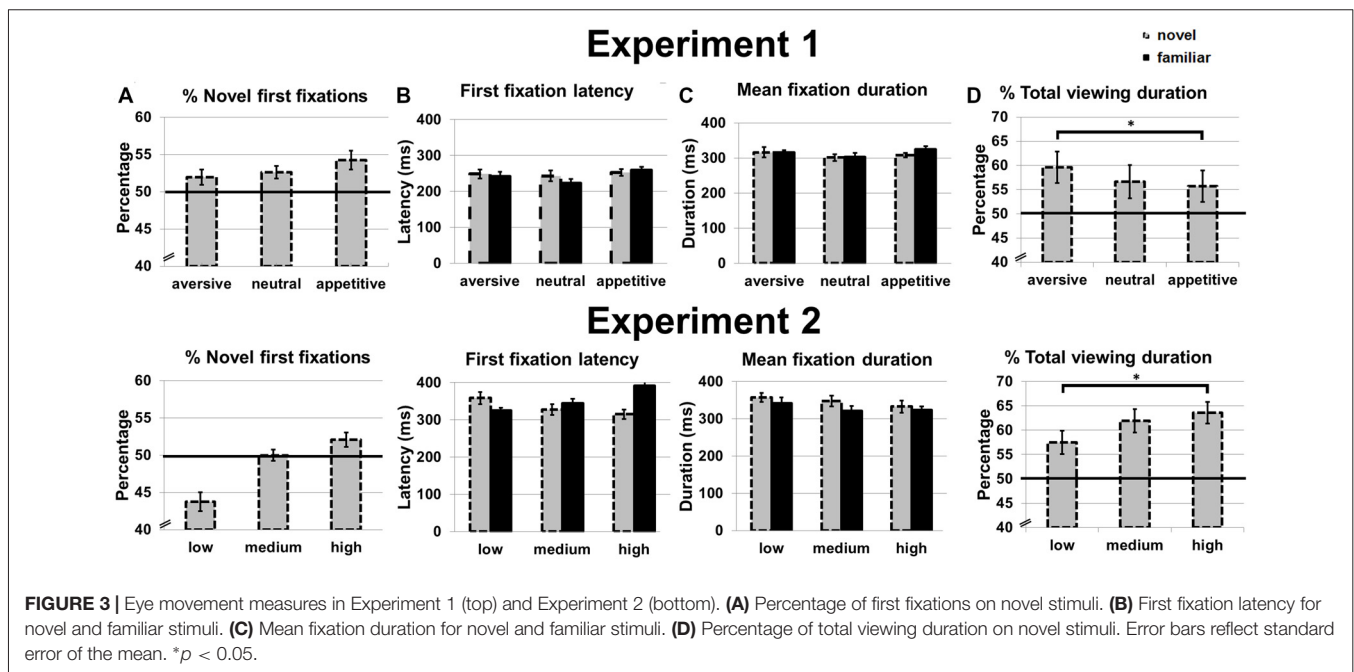 Experiment 1
novel
familiar
A
% Novel first fixations
Percentage
60
55
50
45
40
aversive neutral appetitive
B
First fixation latency
Latency (ms)
400
300
200
100
0
aversive neutral appetitive
C
Mean fixation duration
Duration (ms)
400
300
200
100
0
aversive neutral appetitive
D
% Total viewing duration
Percentage
70
65
60
55
50
45
40
*
aversive neutral appetitive
Experiment 2
% Novel first fixations
Percentage
60
55
50
45
40
low medium high
First fixation latency
Latency (ms)
400
300
200
100
0
low medium high
Mean fixation duration
Duration (ms)
400
300
200
100
0
low medium high
% Total viewing duration
Percentage
70
65
60
55
50
45
40
*
low medium high
FIGURE 3 | Eye movement measures in Experiment 1 (top) and Experiment 2 (bottom). (A) Percentage of first fixations on novel stimuli. (B) First fixation latency for
novel and familiar stimuli. (C) Mean fixation duration for novel and familiar stimuli. (D) Percentage of total viewing duration on novel stimuli. Error bars reflect standard
error of the mean. *p < 0.05.